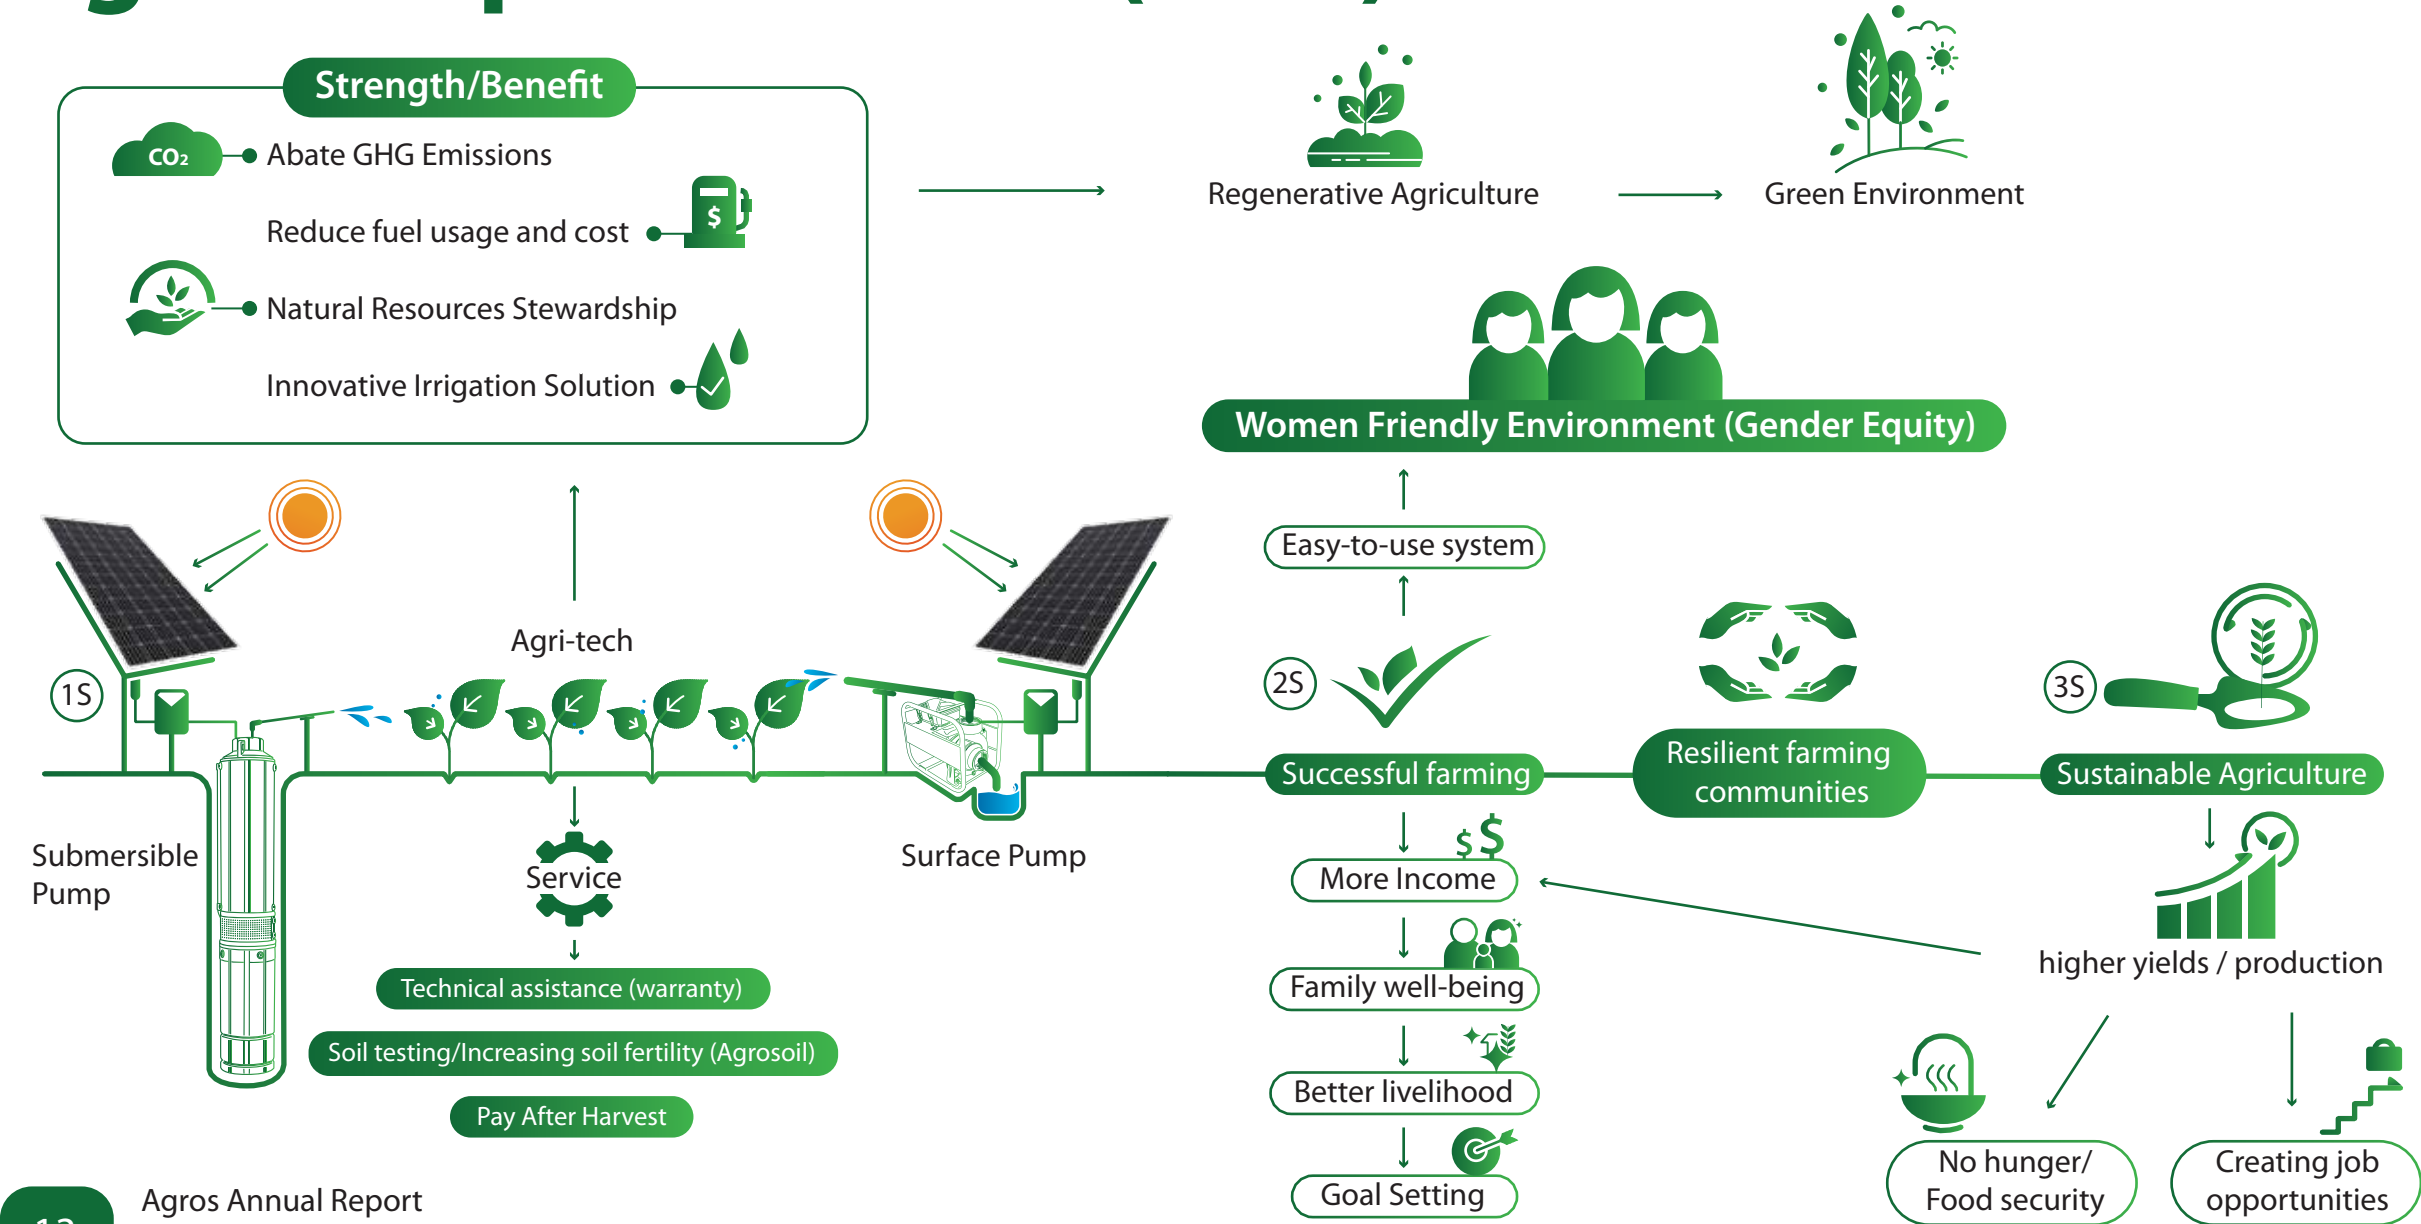 Strength/Benefit
CO₂
Abate GHG Emissions
$
Reduce fuel usage and cost
Natural Resources Stewardship
Innovative Irrigation Solution
Regenerative Agriculture
Green Environment
Women Friendly Environment (Gender Equity)
Easy-to-use system
Agri-tech
1S
2S
3S
Successful farming
Resilient farming
communities
Sustainable Agriculture
Submersible
Pump
Service
Surface Pump
$ $
More Income
higher yields / production
Technical assistance (warranty)
Family well-being
Soil testing/Increasing soil fertility (Agrosoil)
Better livelihood
Pay After Harvest
Goal Setting
No hunger/
Food security
Creating job
opportunities
Agros Annual Report